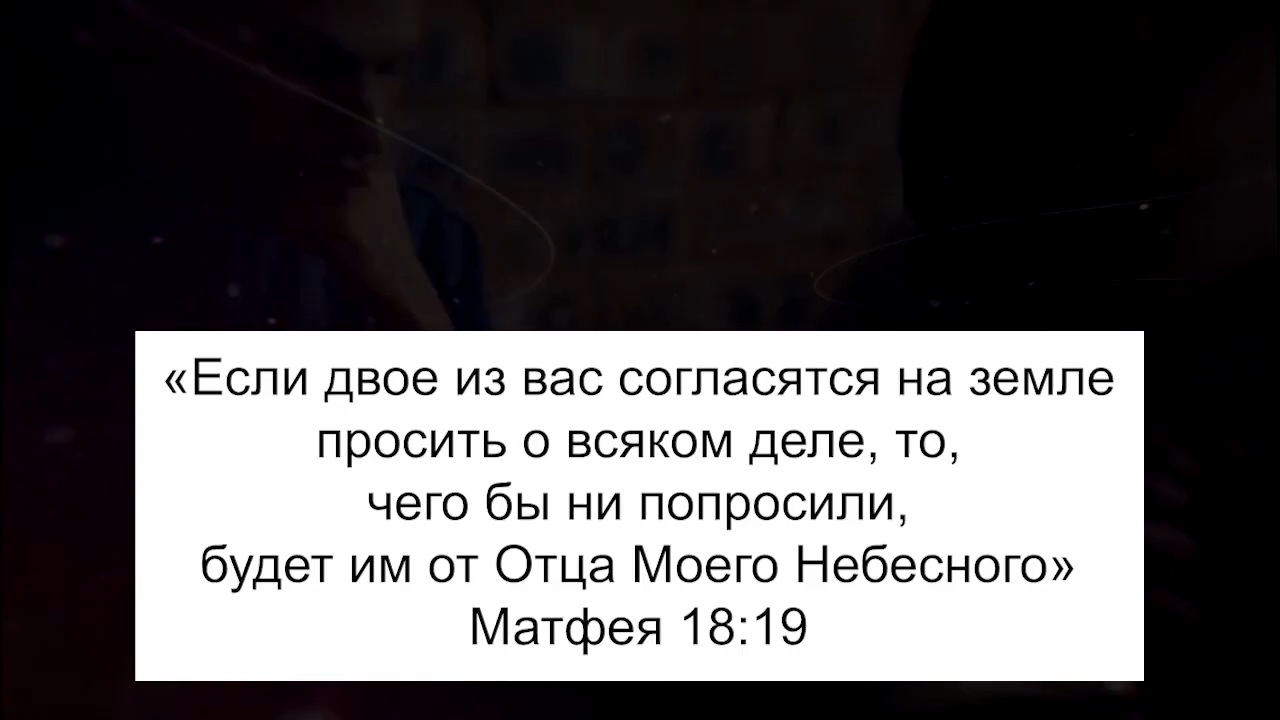 «Если двое из вас согласятся на земле
просить о всяком деле, то,
чего бы ни попросили,
будет им от Отца Моего Небесного»
Матфея 18:19